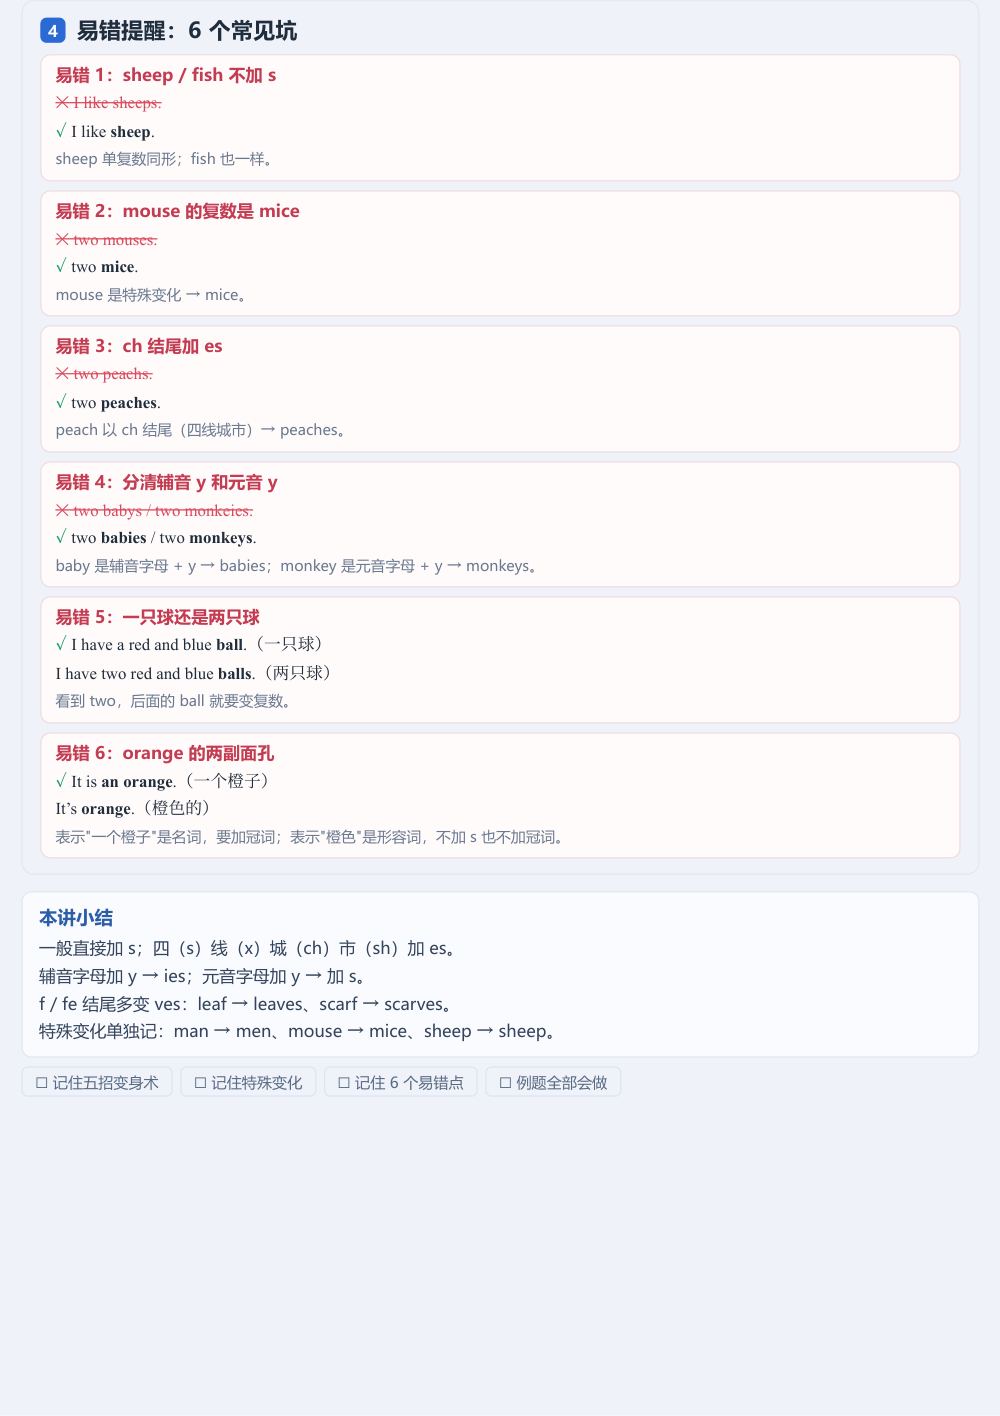 4 易错提醒：6 个常见坑
易错 1：sheep / fish 不加 s
✕ I like sheeps.
✓ I like sheep.
sheep 单复数同形；fish 也一样。
易错 2：mouse 的复数是 mice
✕ two mouses.
✓ two mice.
mouse 是特殊变化 → mice。
易错 3：ch 结尾加 es
✕ two peachs.
✓ two peaches.
peach 以 ch 结尾（四线城市）→ peaches。
易错 4：分清辅音 y 和元音 y
✕ two babys / two monkeies.
✓ two babies / two monkeys.
baby 是辅音字母 + y → babies；monkey 是元音字母 + y → monkeys。
易错 5：一只球还是两只球
✓ I have a red and blue ball.（一只球）
I have two red and blue balls.（两只球）
看到 two，后面的 ball 就要变复数。
易错 6：orange 的两副面孔
✓ It is an orange.（一个橙子）
It's orange.（橙色的）
表示"一个橙子"是名词，要加冠词；表示"橙色"是形容词，不加 s 也不加冠词。
本讲小结
一般直接加 s；四（s）线（x）城（ch）市（sh）加 es。
辅音字母加 y → ies；元音字母加 y → 加 s。
f / fe 结尾多变 ves：leaf → leaves、scarf → scarves。
特殊变化单独记：man → men、mouse → mice、sheep → sheep。
☐ 记住五招变身术 ☐ 记住特殊变化 ☐ 记住 6 个易错点 ☐ 例题全部会做